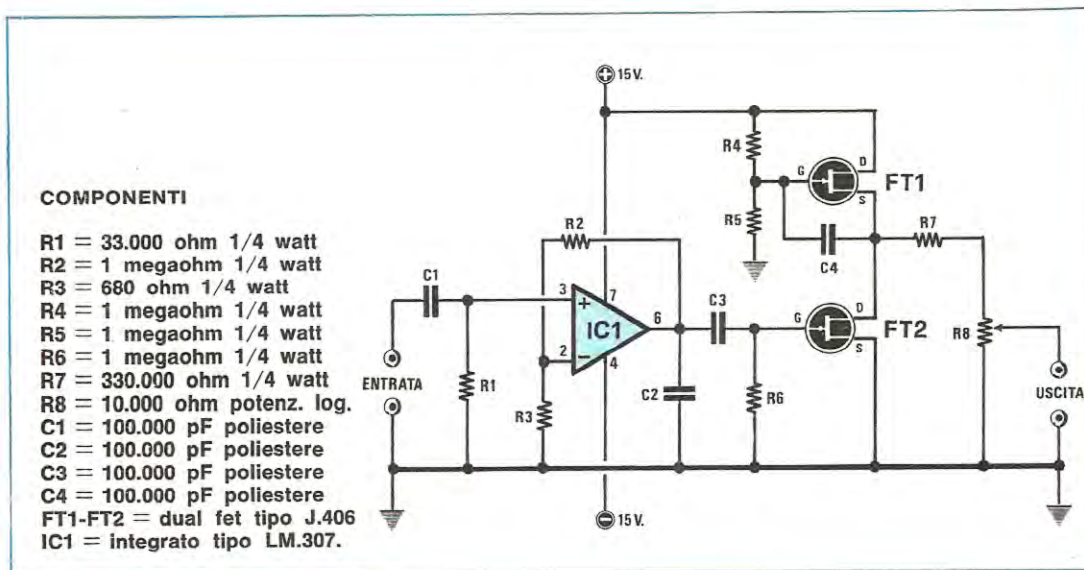 COMPONENTI
R1 = 33.000 ohm 1/4 watt
R2 = 1 megaohm 1/4 watt
R3 = 680 ohm 1/4 watt
R4 = 1 megaohm 1/4 watt
R5 = 1 megaohm 1/4 watt
R6 = 1 megaohm 1/4 watt
R7 = 330.000 ohm 1/4 watt
R8 = 10.000 ohm potenz. log.
C1 = 100.000 pF poliestere
C2 = 100.000 pF poliestere
C3 = 100.000 pF poliestere
C4 = 100.000 pF poliestere
FT1-FT2 = dual fet tipo J.406
IC1 = integrato tipo LM.307.
ENTRATA
C1
R1
R2
R3
3
+
2
−
IC1
7
4
6
C2
C3
R6
+ 15V.
− 15V.
R4
R5
C4
G
D
S
FT1
G
D
S
FT2
R7
R8
USCITA